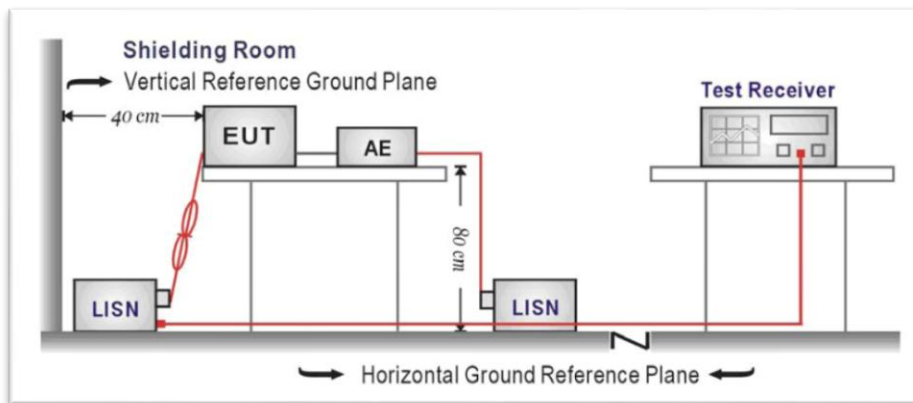 Shielding Room
Vertical Reference Ground Plane
Test Receiver
40 cm
EUT
AE
80 cm
LISN
LISN
Horizontal Ground Reference Plane